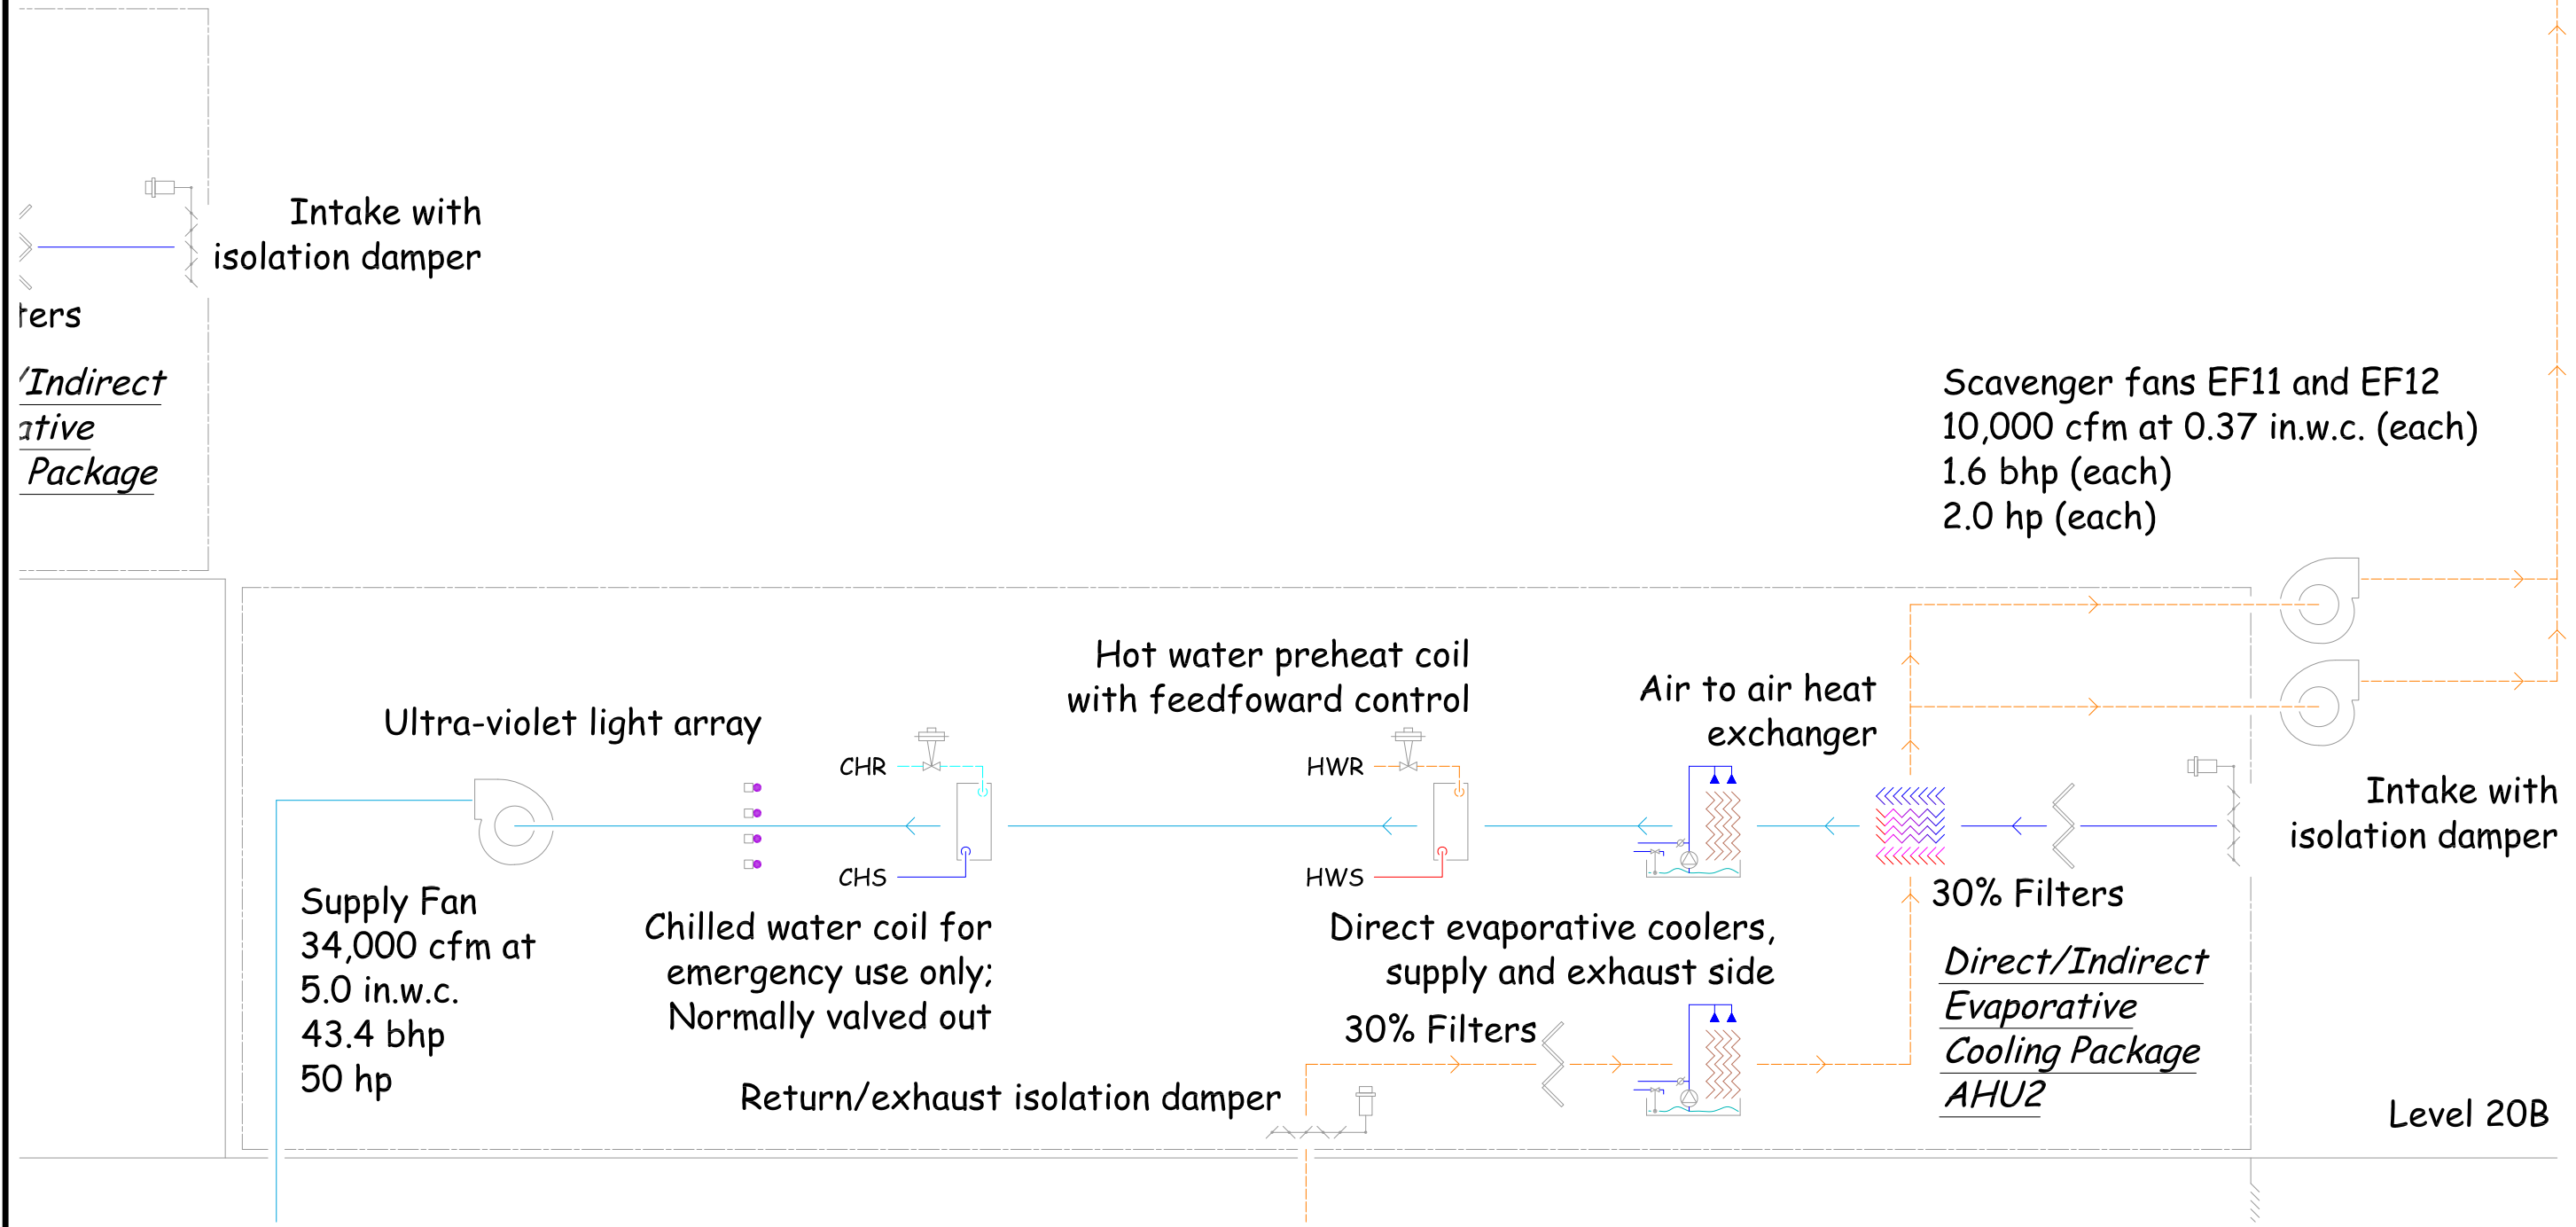 Intake with
isolation damper
Indirect
Package
Scavenger fans EF11 and EF12
10,000 cfm at 0.37 in.w.c. (each)
1.6 bhp (each)
2.0 hp (each)
Hot water preheat coil
with feedfoward control
Air to air heat
exchanger
Ultra-violet light array
CHR
HWR
CHS
HWS
Intake with
isolation damper
Supply Fan
34,000 cfm at
5.0 in.w.c.
43.4 bhp
50 hp
Chilled water coil for
emergency use only;
Normally valved out
Direct evaporative coolers,
supply and exhaust side
30% Filters
30% Filters
Direct/Indirect
Evaporative
Cooling Package
AHU2
Return/exhaust isolation damper
Level 20B